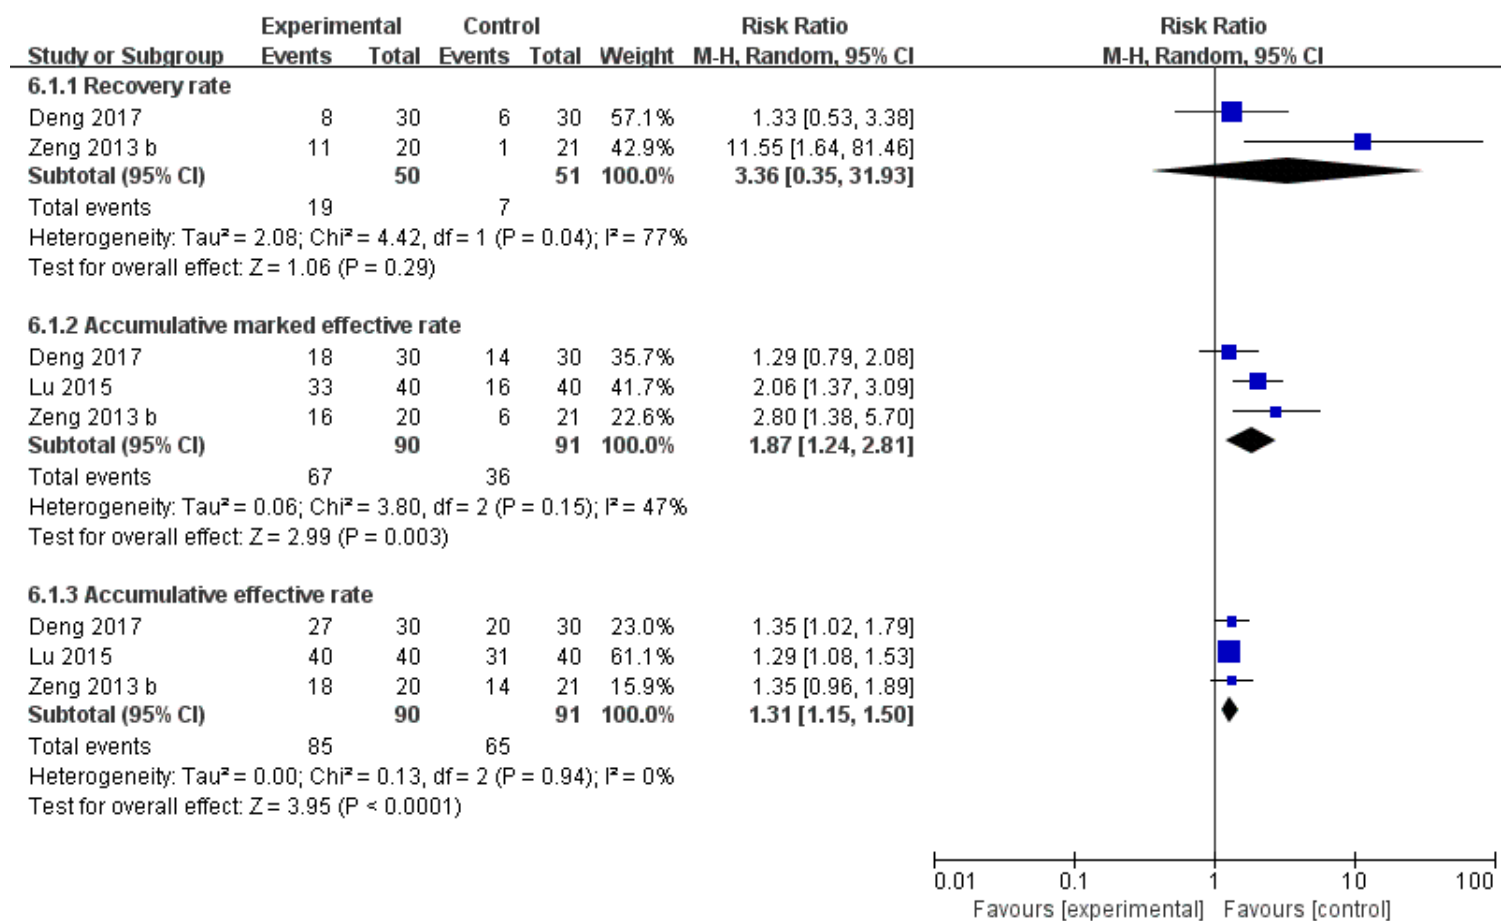 Experimental Control Risk Ratio Risk Ratio
Study or Subgroup Events Total Events Total Weight M-H, Random, 95% CI M-H, Random, 95% CI
6.1.1 Recovery rate
Deng 2017 8 30 6 30 57.1% 1.33 [0.53, 3.38]
Zeng 2013 b 11 20 1 21 42.9% 11.55 [1.64, 81.46]
Subtotal (95% CI) 50 51 100.0% 3.36 [0.35, 31.93]
Total events 19 7
Heterogeneity: Tau² = 2.08; Chi² = 4.42, df = 1 (P = 0.04); I² = 77%
Test for overall effect: Z = 1.06 (P = 0.29)
6.1.2 Accumulative marked effective rate
Deng 2017 18 30 14 30 35.7% 1.29 [0.79, 2.08]
Lu 2015 33 40 16 40 41.7% 2.06 [1.37, 3.09]
Zeng 2013 b 16 20 6 21 22.6% 2.80 [1.38, 5.70]
Subtotal (95% CI) 90 91 100.0% 1.87 [1.24, 2.81]
Total events 67 36
Heterogeneity: Tau² = 0.06; Chi² = 3.80, df = 2 (P = 0.15); I² = 47%
Test for overall effect: Z = 2.99 (P = 0.003)
6.1.3 Accumulative effective rate
Deng 2017 27 30 20 30 23.0% 1.35 [1.02, 1.79]
Lu 2015 40 40 31 40 61.1% 1.29 [1.08, 1.53]
Zeng 2013 b 18 20 14 21 15.9% 1.35 [0.96, 1.89]
Subtotal (95% CI) 90 91 100.0% 1.31 [1.15, 1.50]
Total events 85 65
Heterogeneity: Tau² = 0.00; Chi² = 0.13, df = 2 (P = 0.94); I² = 0%
Test for overall effect: Z = 3.95 (P < 0.0001)
0.01 0.1 1 10 100
Favours [experimental] Favours [control]